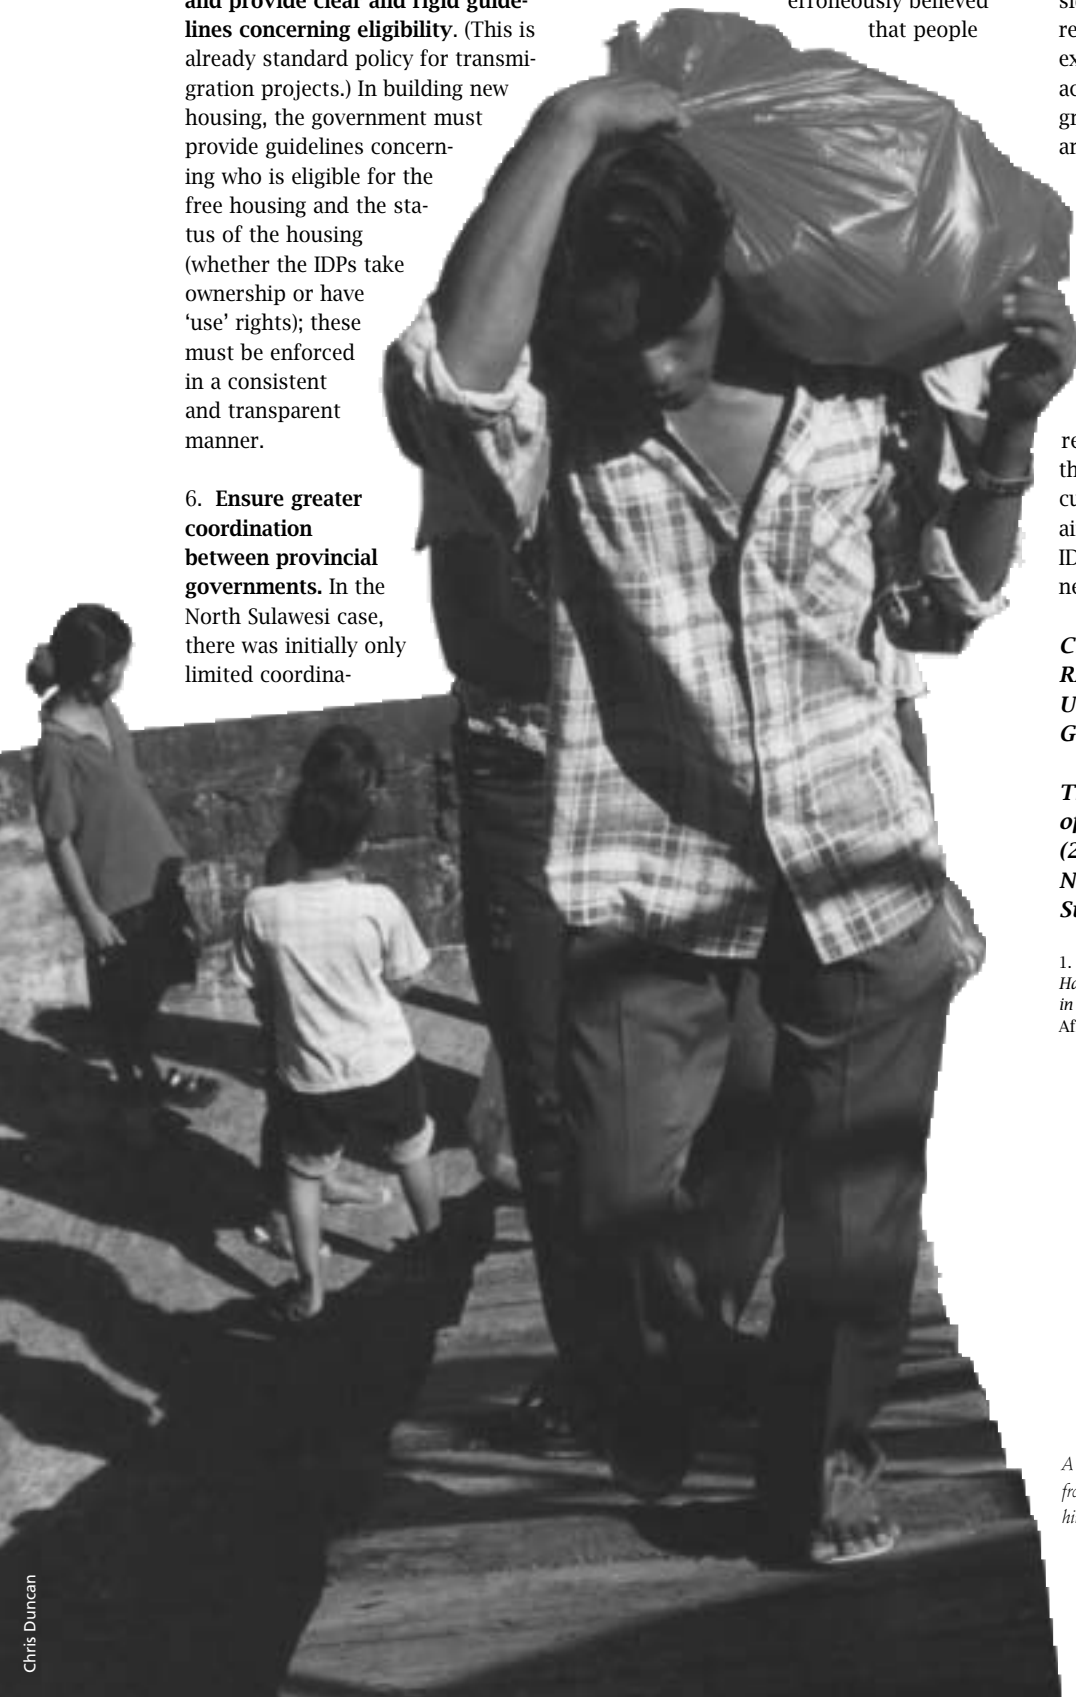 and provide clear and rigid guide-
lines concerning eligibility. (This is
already standard policy for transmi-
gration projects.) In building new
housing, the government must
provide guidelines concern-
ing who is eligible for the
free housing and the sta-
tus of the housing
(whether the IDPs take
ownership or have
‘use’ rights); these
must be enforced
in a consistent
and transparent
manner.
6. Ensure greater
coordination
between provincial
governments. In the
North Sulawesi case,
there was initially only
limited coordina-
erroneously believed
that people
1.
in
A
Chris Duncan